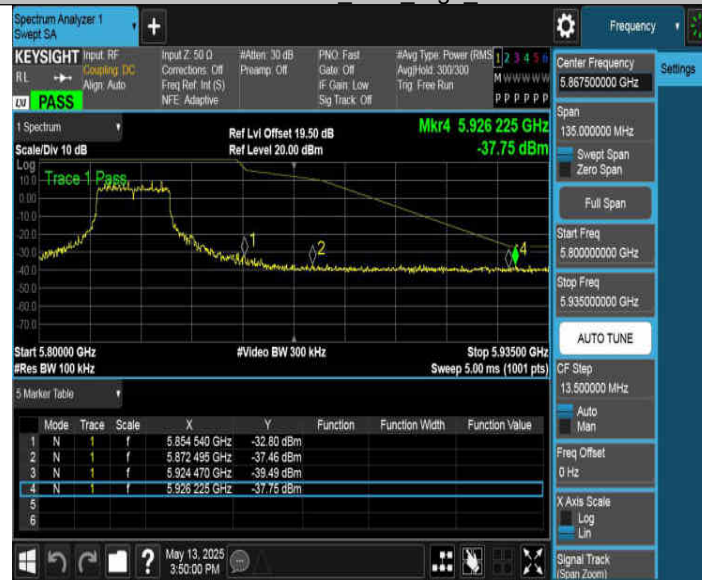 Spectrum Analyzer 1
Swept SA
+
Frequency
KEYSIGHT
RL
LXI
PASS
Input: RF
Coupling: DC
Align: Auto
Input Z: 50 Ω
Corrections: Off
Freq Ref: Int (S)
NFE: Adaptive
#Atten: 30 dB
Preamp: Off
PNO: Fast
Gate: Off
IF Gain: Low
Sig Track: Off
#Avg Type: Power (RMS
Avg|Hold: 300/300
Trig: Free Run
1 2 3 4 5 6
M W W W W W
P P P P P P
1 Spectrum
Scale/Div 10 dB
Ref Lvl Offset 19.50 dB
Ref Level 20.00 dBm
Mkr4 5.926 225 GHz
-37.75 dBm
Log
Trace 1 Pass
10.0
0.00
-10.0
-20.0
-30.0
-40.0
-50.0
-60.0
-70.0
1
2
4
Start 5.80000 GHz
#Res BW 100 kHz
#Video BW 300 kHz
Stop 5.93500 GHz
Sweep 5.00 ms (1001 pts)
5 Marker Table
Mode Trace Scale X Y Function Function Width Function Value
1 N 1 f 5.854 540 GHz -32.80 dBm
2 N 1 f 5.872 495 GHz -37.46 dBm
3 N 1 f 5.924 470 GHz -39.49 dBm
4 N 1 f 5.926 225 GHz -37.75 dBm
5
6
May 13, 2025
3:50:00 PM
?
Center Frequency
5.867500000 GHz
Settings
Span
135.000000 MHz
Swept Span
Zero Span
Full Span
Start Freq
5.800000000 GHz
Stop Freq
5.935000000 GHz
AUTO TUNE
CF Step
13.500000 MHz
Auto
Man
Freq Offset
0 Hz
X Axis Scale
Log
Lin
Signal Track
(Span Zoom)